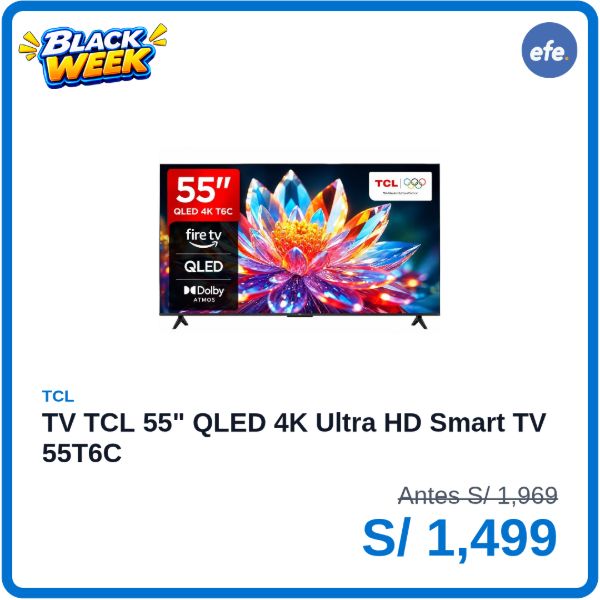 BLACK
WEEK
efe.
55"
QLED 4K T6C
fire tv
QLED
Dolby
ATMOS
TCL
TCL
TV TCL 55" QLED 4K Ultra HD Smart TV
55T6C
Antes S/ 1,969
S/ 1,499